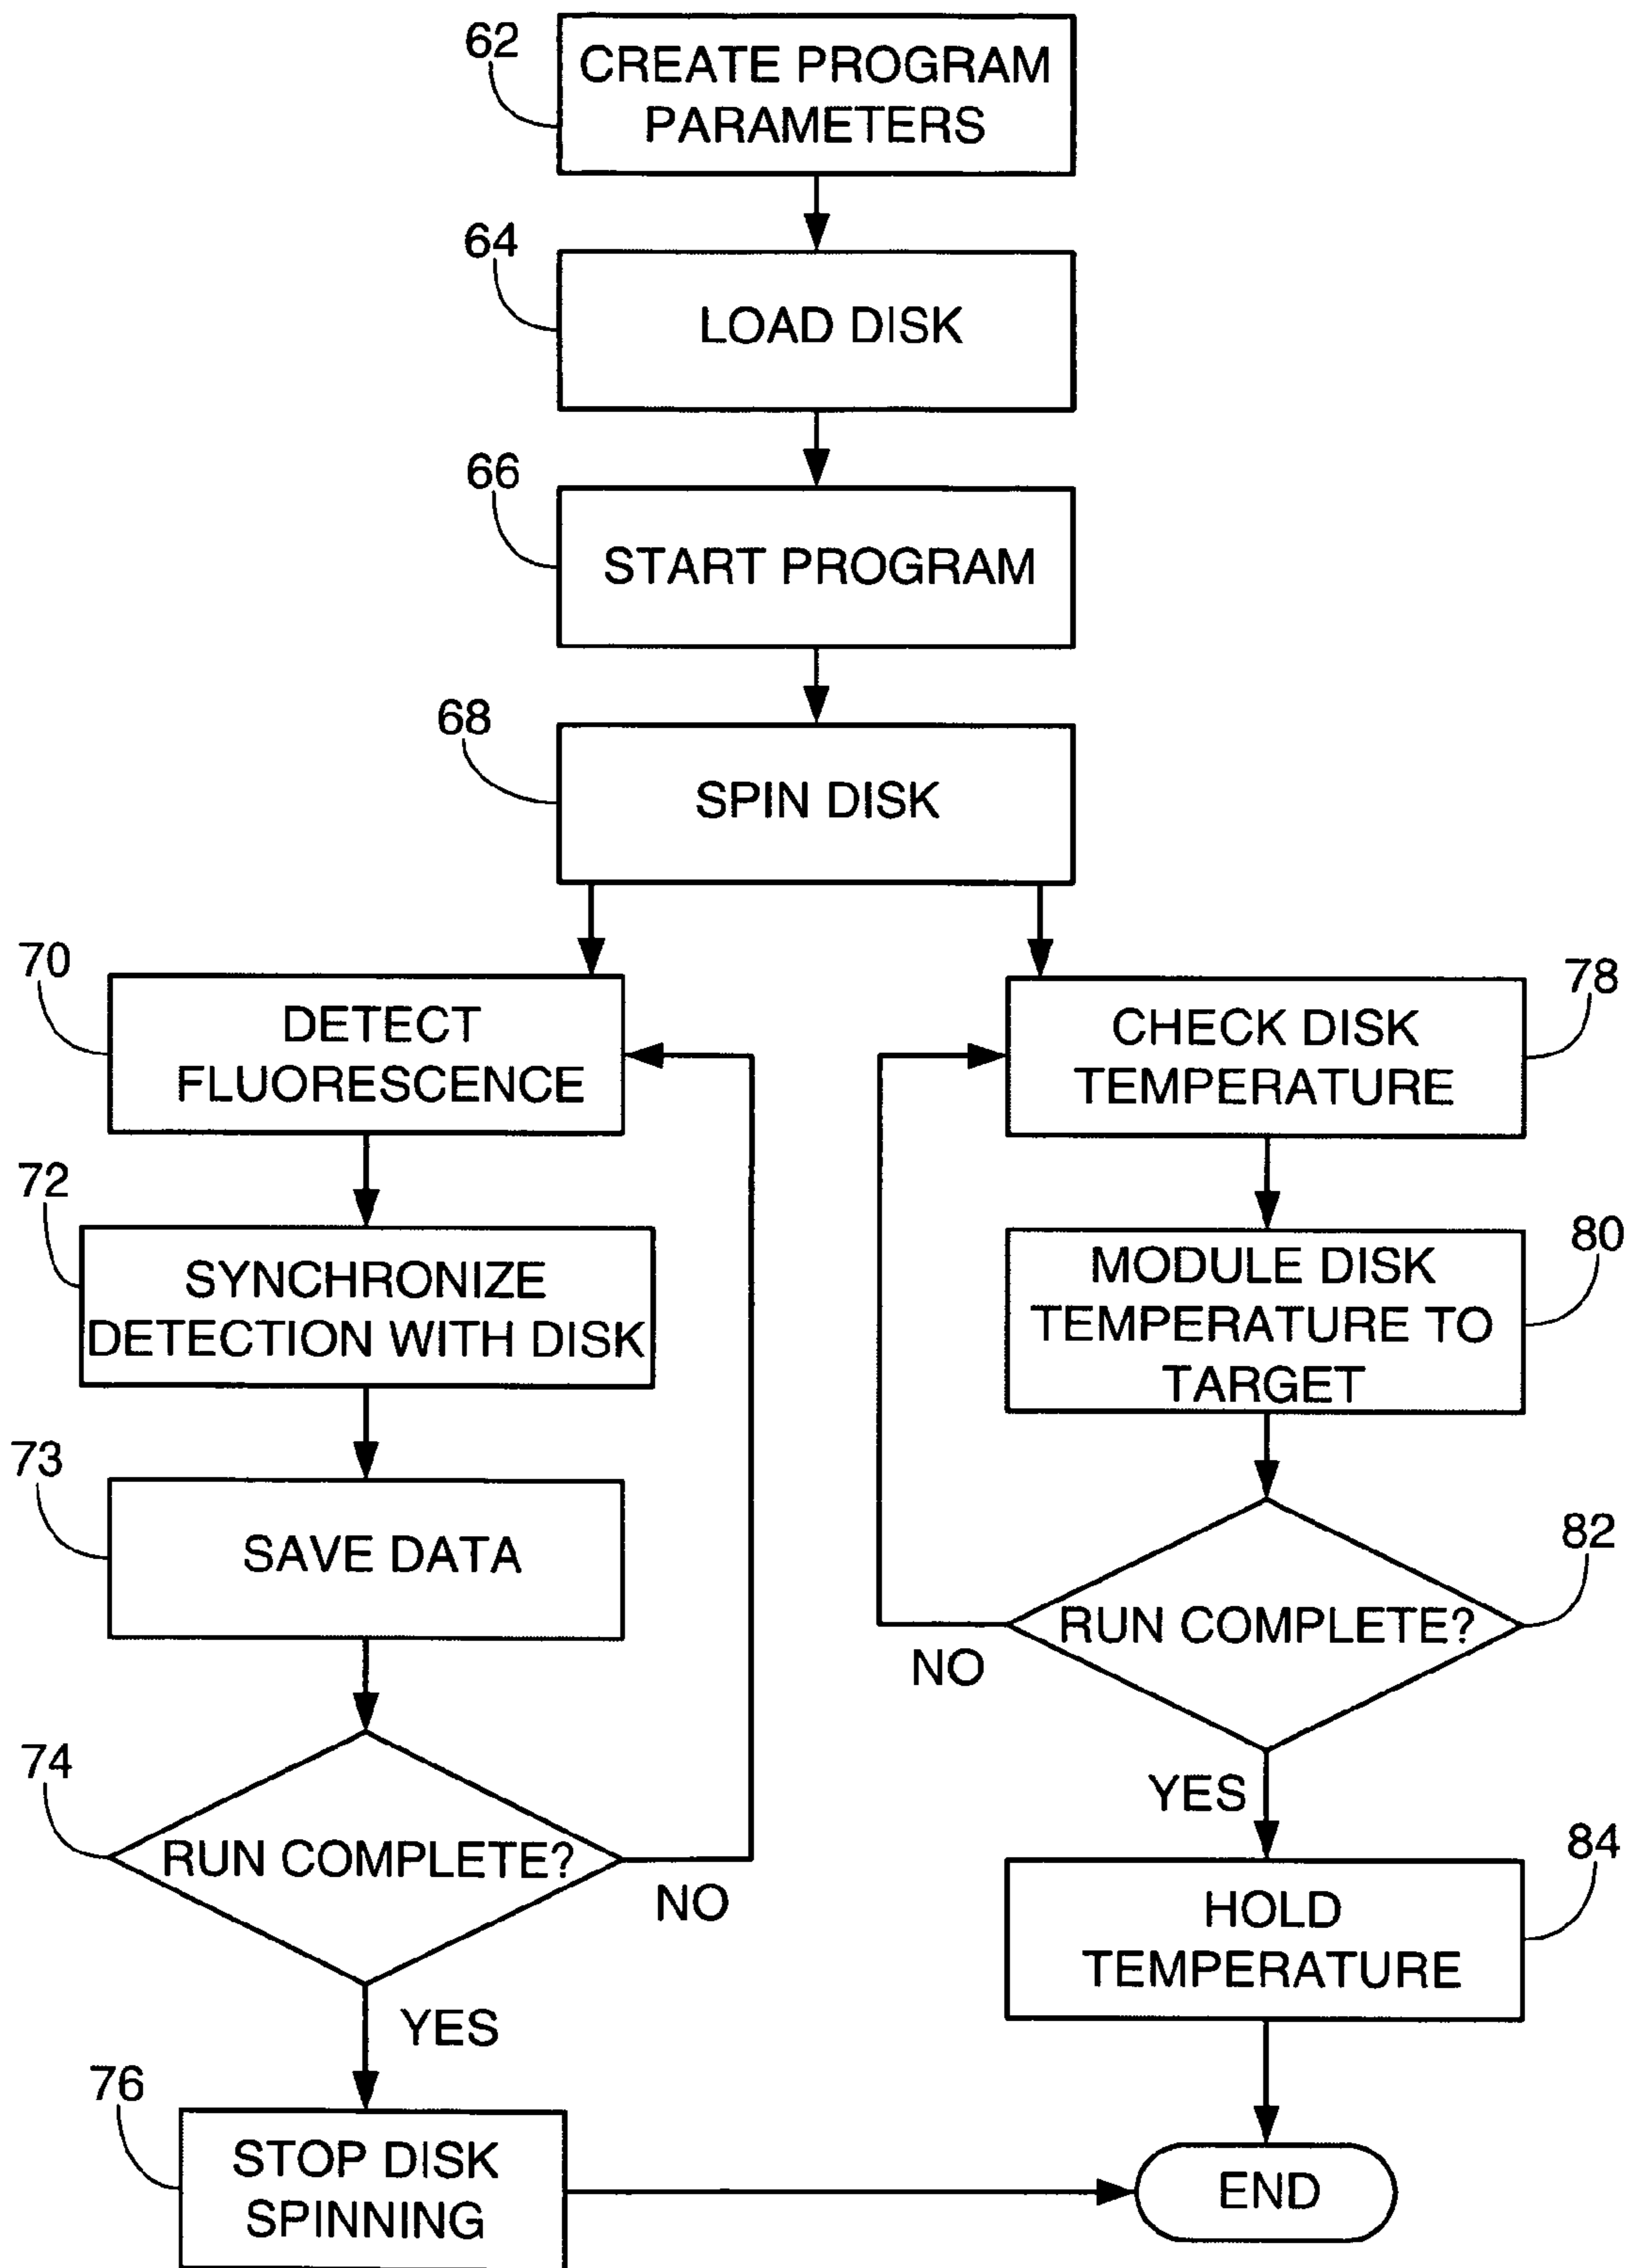 62
CREATE PROGRAM
PARAMETERS
64
LOAD DISK
66
START PROGRAM
68
SPIN DISK
70
DETECT
FLUORESCENCE
72
SYNCHRONIZE
DETECTION WITH DISK
73
SAVE DATA
74
RUN COMPLETE?
NO
YES
76
STOP DISK
SPINNING
78
CHECK DISK
TEMPERATURE
80
MODULE DISK
TEMPERATURE TO
TARGET
82
RUN COMPLETE?
NO
YES
84
HOLD
TEMPERATURE
END